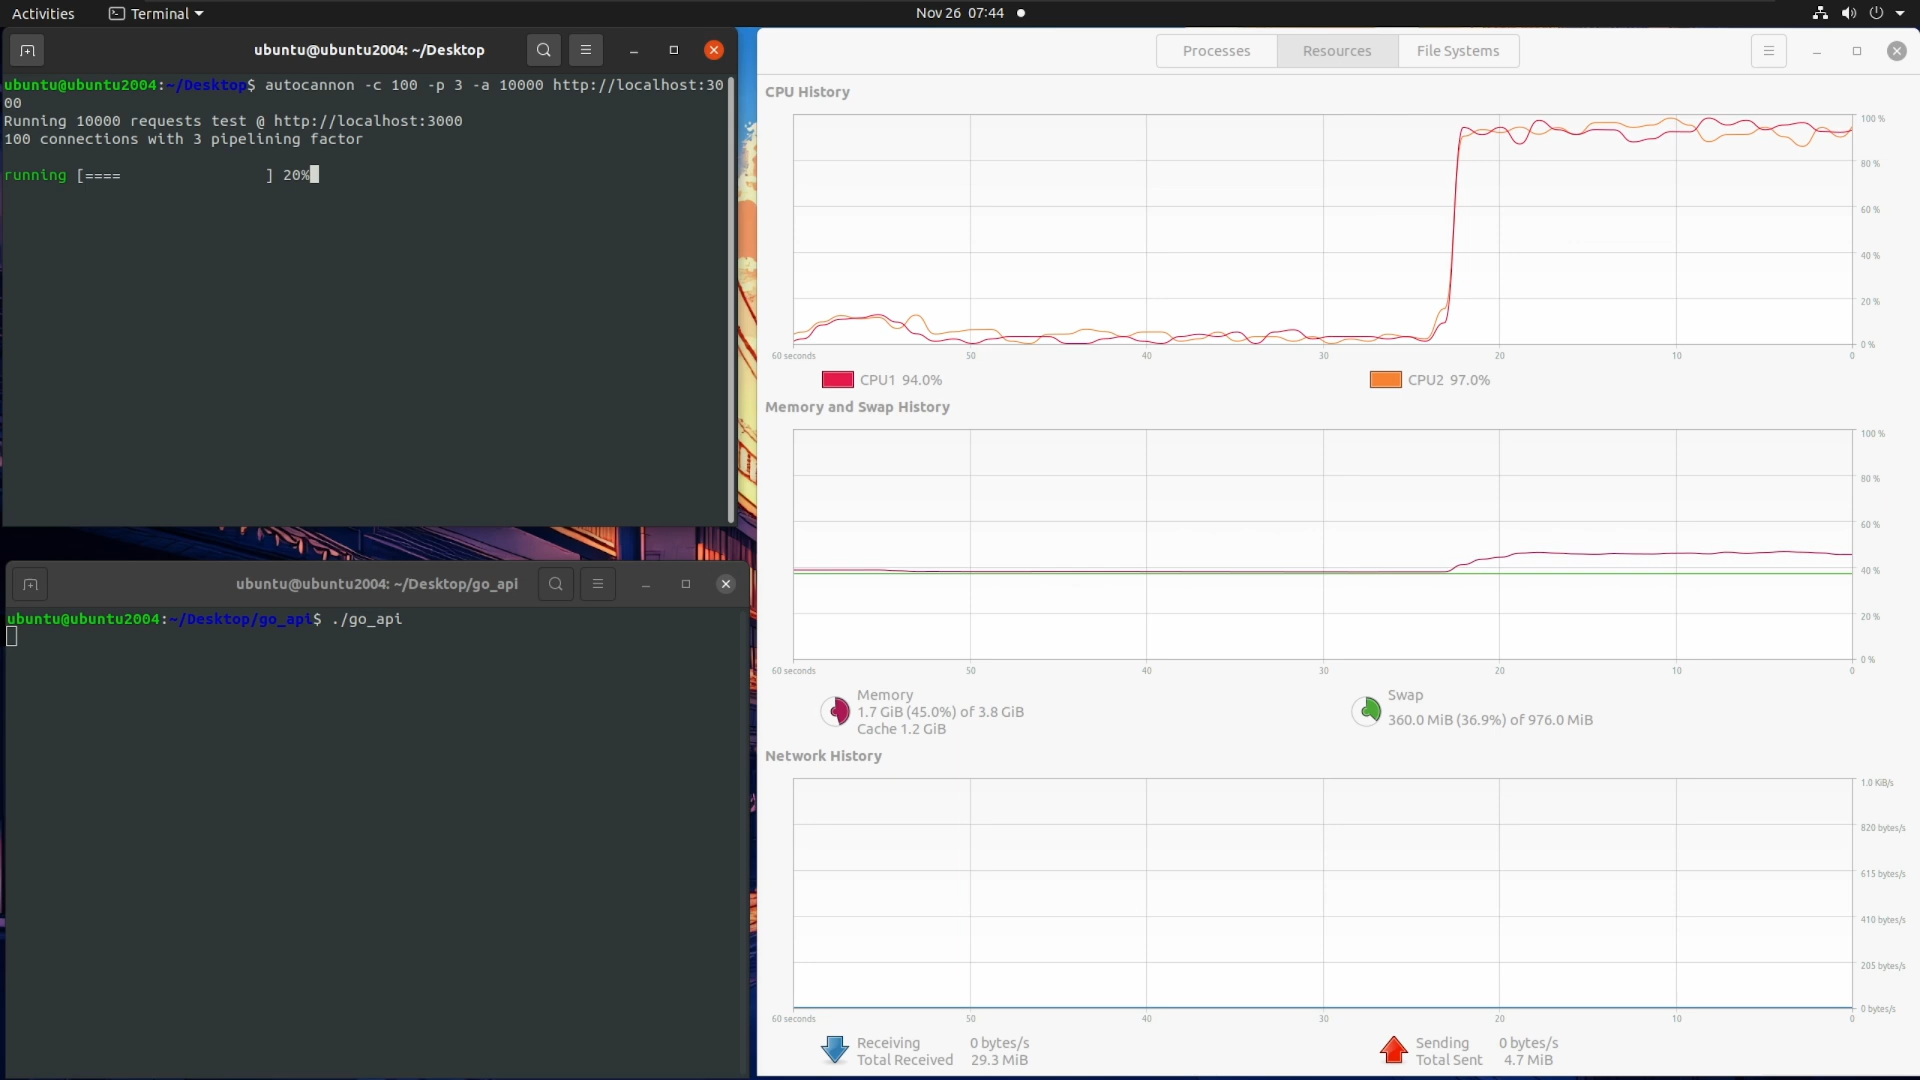 Activities Terminal Nov 26 07:44
ubuntu@ubuntu2004: ~/Desktop
ubuntu@ubuntu2004:~/Desktop$ autocannon -c 100 -p 3 -a 10000 http://localhost:30
00
Running 10000 requests test @ http://localhost:3000
100 connections with 3 pipelining factor
running [==== ] 20%
ubuntu@ubuntu2004: ~/Desktop/go_api
ubuntu@ubuntu2004:~/Desktop/go_api$ ./go_api
Processes Resources File Systems
CPU History
100 %
80 %
60 %
40 %
20 %
0 %
60 seconds 50 40 30 20 10 0
CPU1 94.0% CPU2 97.0%
Memory and Swap History
100 %
80 %
60 %
40 %
20 %
0 %
60 seconds 50 40 30 20 10 0
Memory
1.7 GiB (45.0%) of 3.8 GiB
Cache 1.2 GiB
Swap
360.0 MiB (36.9%) of 976.0 MiB
Network History
1.0 KiB/s
820 bytes/s
615 bytes/s
410 bytes/s
205 bytes/s
0 bytes/s
60 seconds 50 40 30 20 10 0
Receiving 0 bytes/s
Total Received 29.3 MiB
Sending 0 bytes/s
Total Sent 4.7 MiB